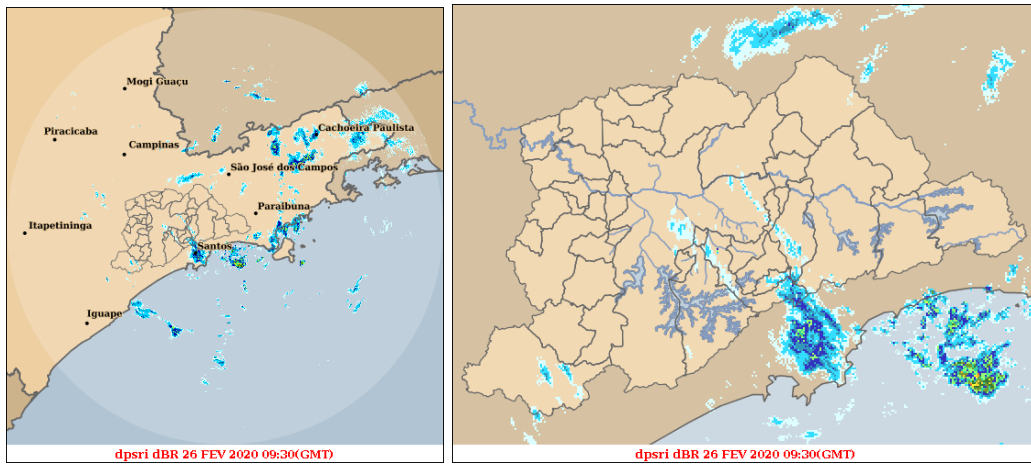 Mogi Guaçu
Piracicaba
Cachoeira Paulista
Campinas
São José dos Campos
Paraibuna
Itapetininga
Santos
Iguape
dpsri dBR 26 FEV 2020 09:30(GMT)
dpsri dBR 26 FEV 2020 09:30(GMT)